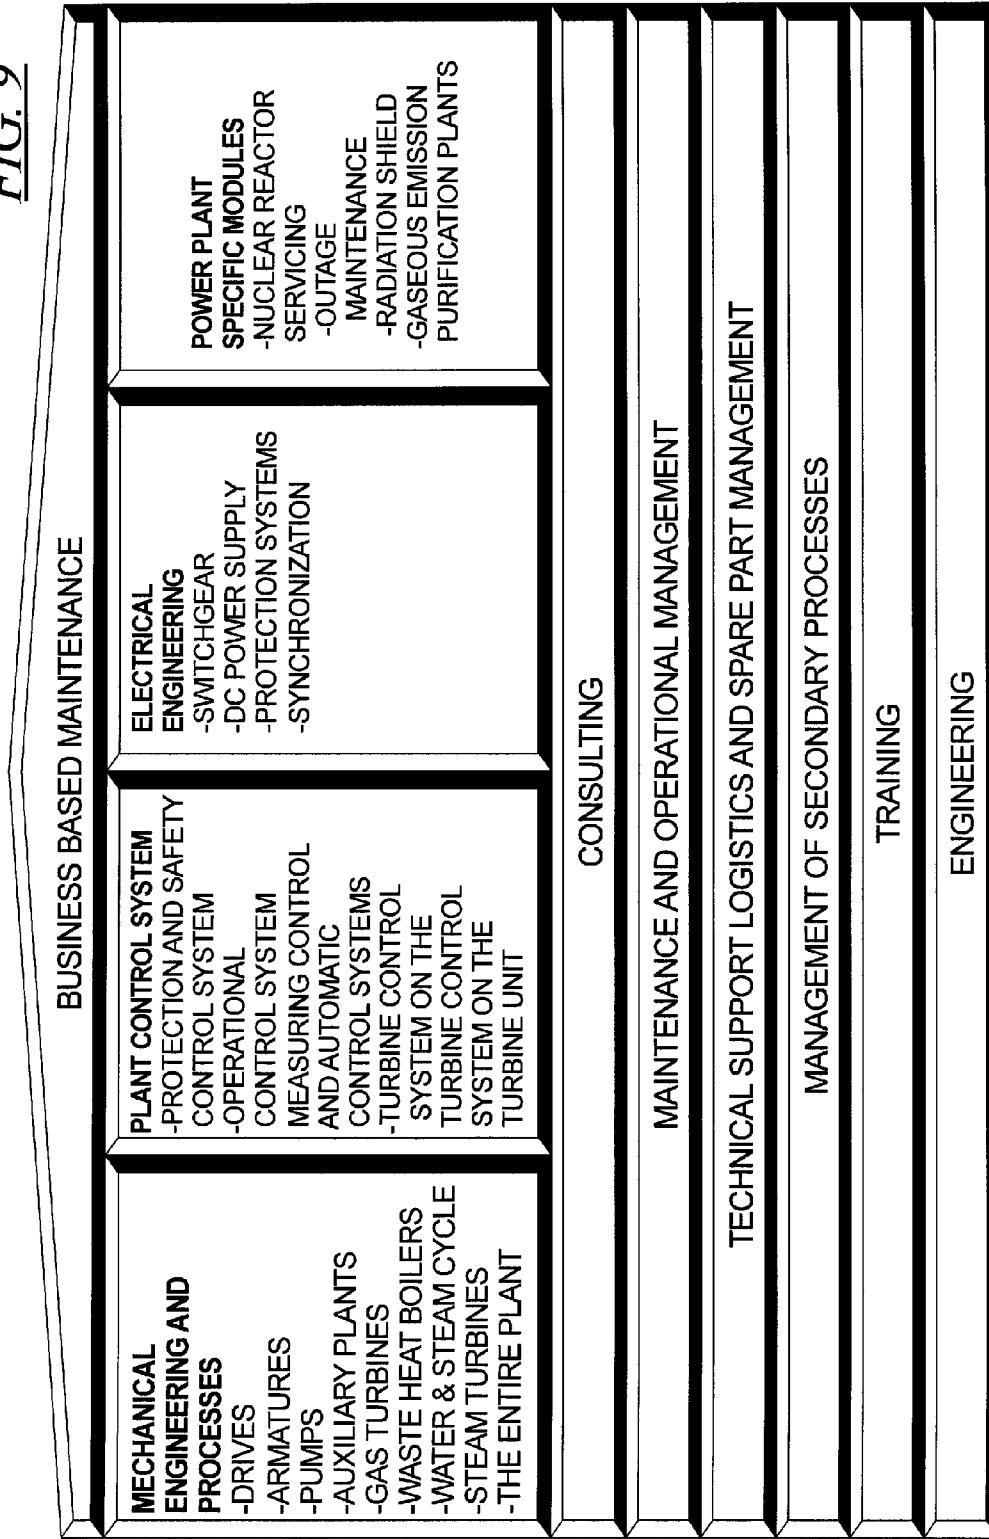 FIG. 9
BUSINESS BASED MAINTENANCE
MECHANICAL
ENGINEERING AND
PROCESSES
-DRIVES
-ARMATURES
-PUMPS
-AUXILIARY PLANTS
-GAS TURBINES
-WASTE HEAT BOILERS
-WATER & STEAM CYCLE
-STEAM TURBINES
-THE ENTIRE PLANT
PLANT CONTROL SYSTEM
-PROTECTION AND SAFETY
CONTROL SYSTEM
-OPERATIONAL
CONTROL SYSTEM
MEASURING CONTROL
AND AUTOMATIC
CONTROL SYSTEMS
-TURBINE CONTROL
SYSTEM ON THE
TURBINE CONTROL
SYSTEM ON THE
TURBINE UNIT
ELECTRICAL
ENGINEERING
-SWITCHGEAR
-DC POWER SUPPLY
-PROTECTION SYSTEMS
-SYNCHRONIZATION
POWER PLANT
SPECIFIC MODULES
-NUCLEAR REACTOR
SERVICING
-OUTAGE
MAINTENANCE
-RADIATION SHIELD
-GASEOUS EMISSION
PURIFICATION PLANTS
CONSULTING
MAINTENANCE AND OPERATIONAL MANAGEMENT
TECHNICAL SUPPORT LOGISTICS AND SPARE PART MANAGEMENT
MANAGEMENT OF SECONDARY PROCESSES
TRAINING
ENGINEERING